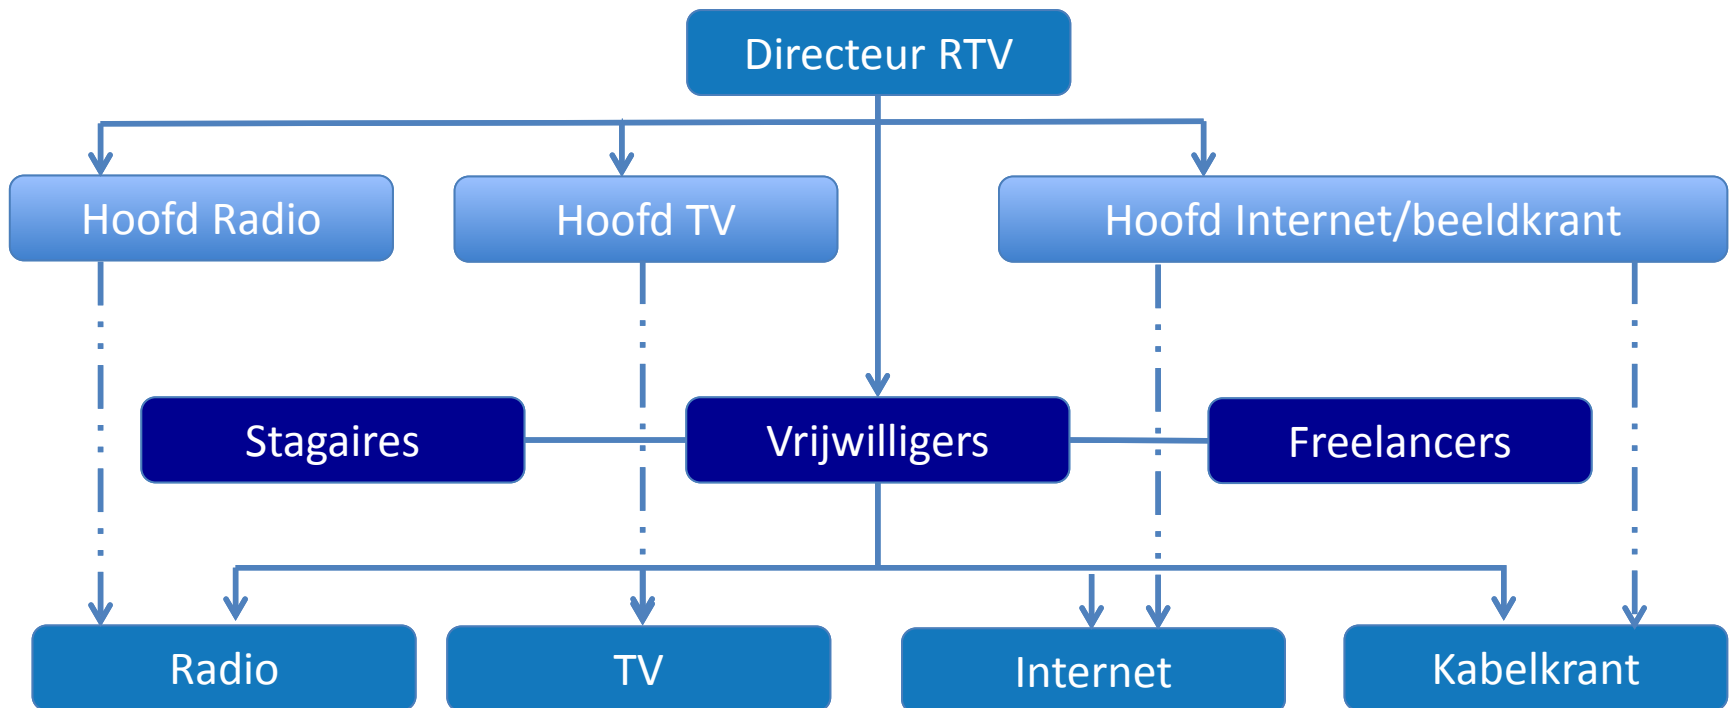 Directeur RTV
Hoofd Radio
Hoofd TV
Hoofd Internet/beeldkrant
Stagaires
Vrijwilligers
Freelancers
Radio
TV
Internet
Kabelkrant